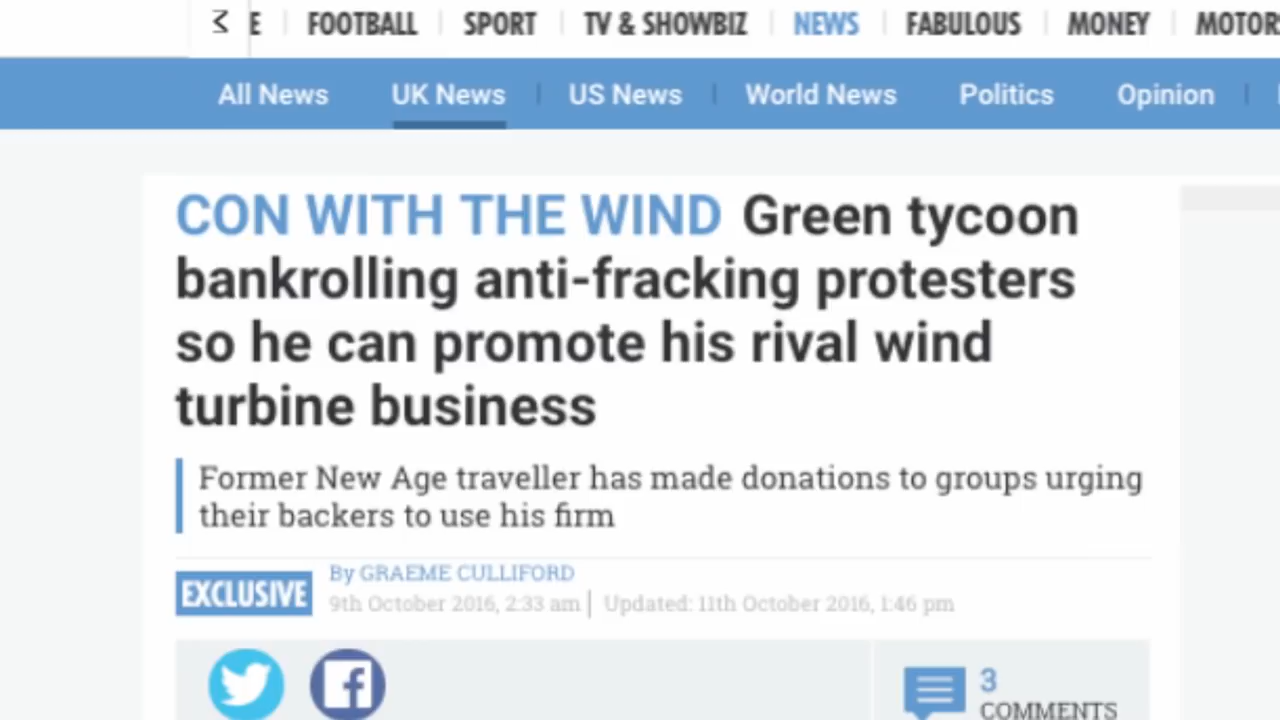 E FOOTBALL SPORT TV & SHOWBIZ NEWS FABULOUS MONEY MOTORS
All News UK News US News World News Politics Opinion
CON WITH THE WIND Green tycoon
bankrolling anti-fracking protesters
so he can promote his rival wind
turbine business
Former New Age traveller has made donations to groups urging
their backers to use his firm
EXCLUSIVE
By GRAEME CULLIFORD
9th October 2016, 2:33 am | Updated: 11th October 2016, 1:46 pm
3
COMMENTS